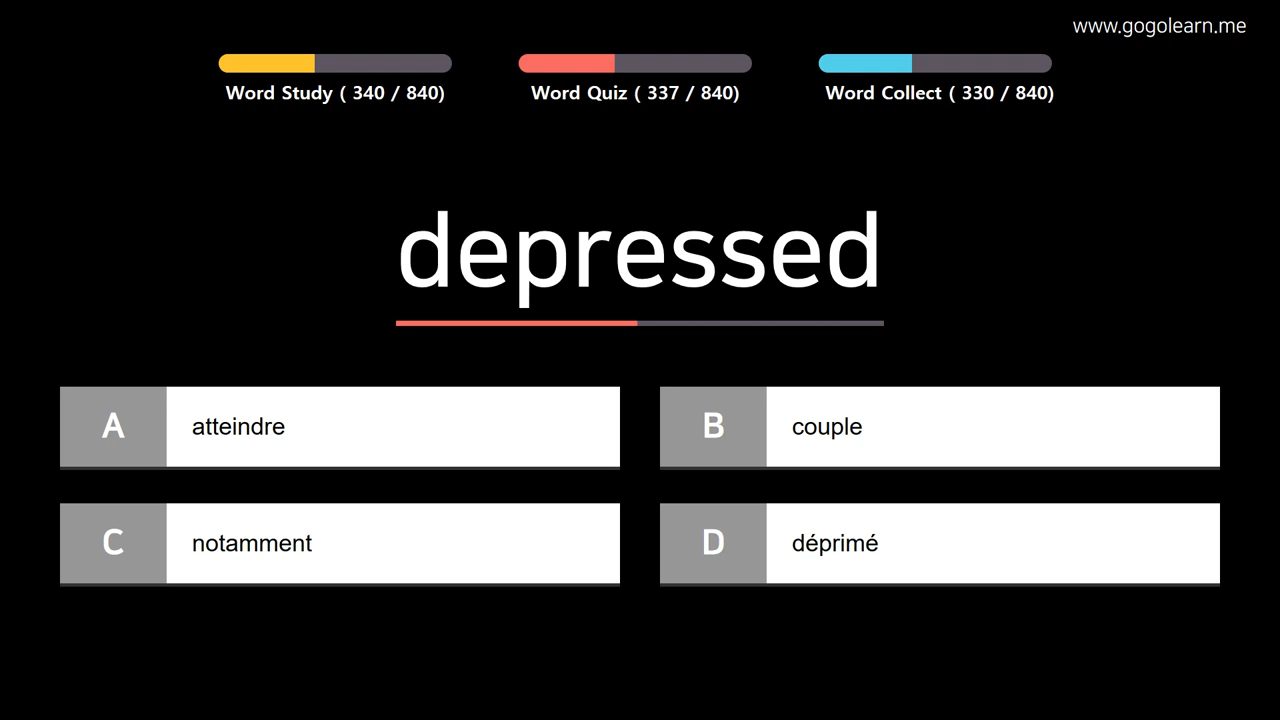 www.gogolearn.me
Word Study ( 340 / 840)
Word Quiz ( 337 / 840)
Word Collect ( 330 / 840)
depressed
A
atteindre
B
couple
C
notamment
D
déprimé